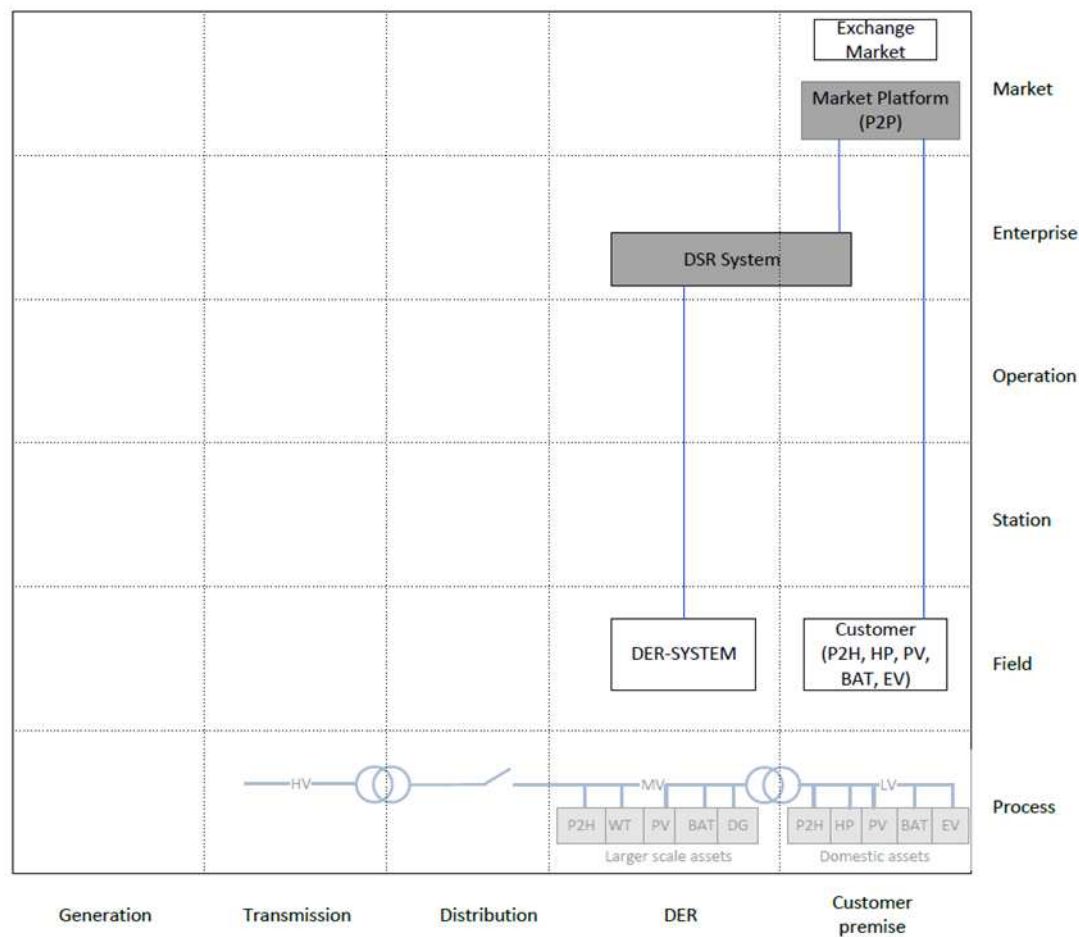 Exchange
Market
Market
Market Platform
(P2P)
Enterprise
DSR System
Operation
Station
DER-SYSTEM
Customer
(P2H, HP, PV,
BAT, EV)
Field
HV
MV
LV
Process
P2H WT PV BAT DG
P2H HP PV BAT EV
Larger scale assets
Domestic assets
Generation
Transmission
Distribution
DER
Customer
premise